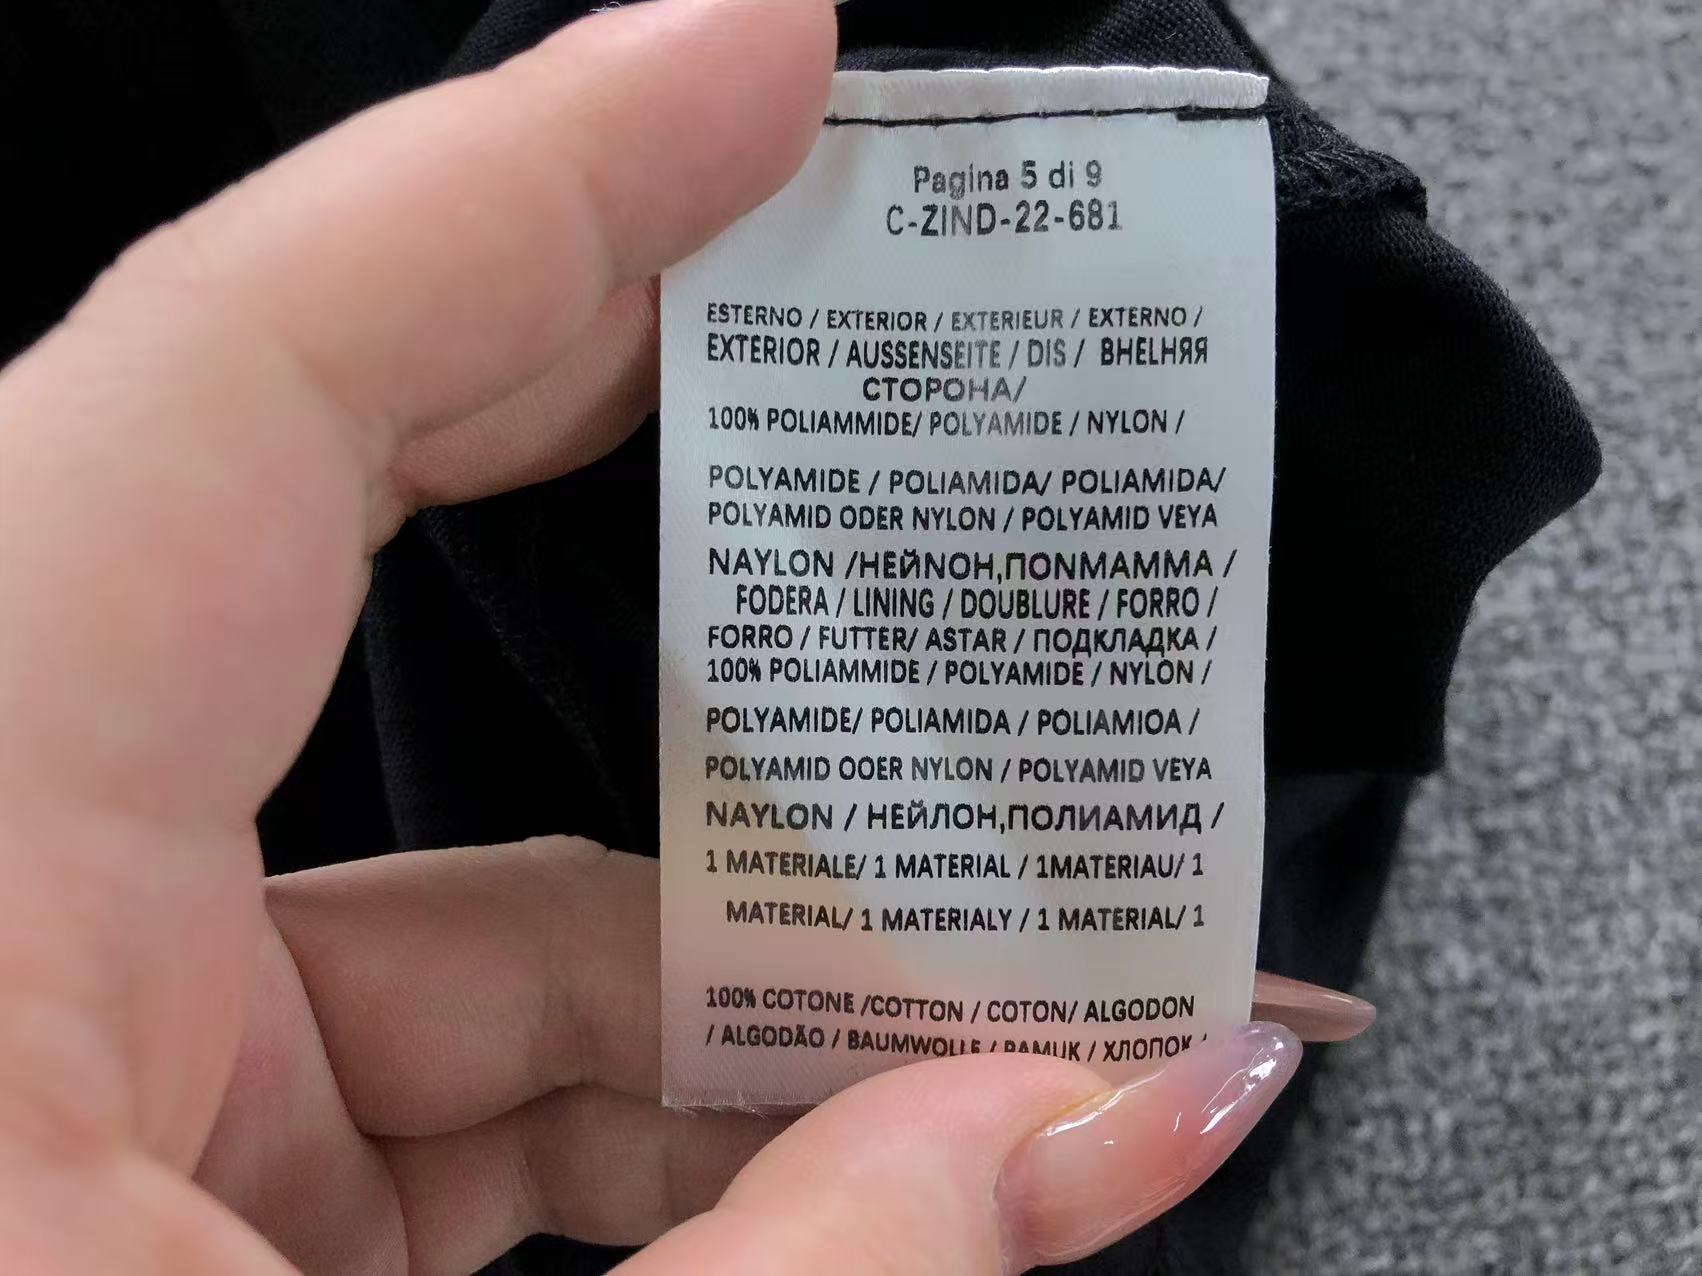 Pagina 5 di 9
C-ZIND-22-681
ESTERNO / EXTERIOR / EXTERIEUR / EXTERNO /
EXTERIOR / AUSSENSEITE / DIS / ВНЕLНЯЯ
СТОРОНА/
100% POLIAMMIDE/ POLYAMIDE / NYLON /
POLYAMIDE / POLIAMIDA/ POLIAMIDA/
POLYAMID ODER NYLON / POLYAMID VEYA
NAYLON /НЕЙNOH,ПОNMAMMA /
FODERA / LINING / DOUBLURE / FORRO /
FORRO / FUTTER/ ASTAR / ПОДКЛАДКА /
100% POLIAMMIDE / POLYAMIDE / NYLON /
POLYAMIDE/ POLIAMIDA / POLIAMIOA /
POLYAMID OOER NYLON / POLYAMID VEYA
NAYLON / НЕЙЛОН,ПОЛИАМИД /
1 MATERIALE/ 1 MATERIAL / 1MATERIAU/ 1
MATERIAL/ 1 MATERIALY / 1 MATERIAL/ 1
100% COTONE /COTTON / COTON/ ALGODON
/ ALGODÃO / BAUMWOLLE / PAMUK / ХЛОПОК /